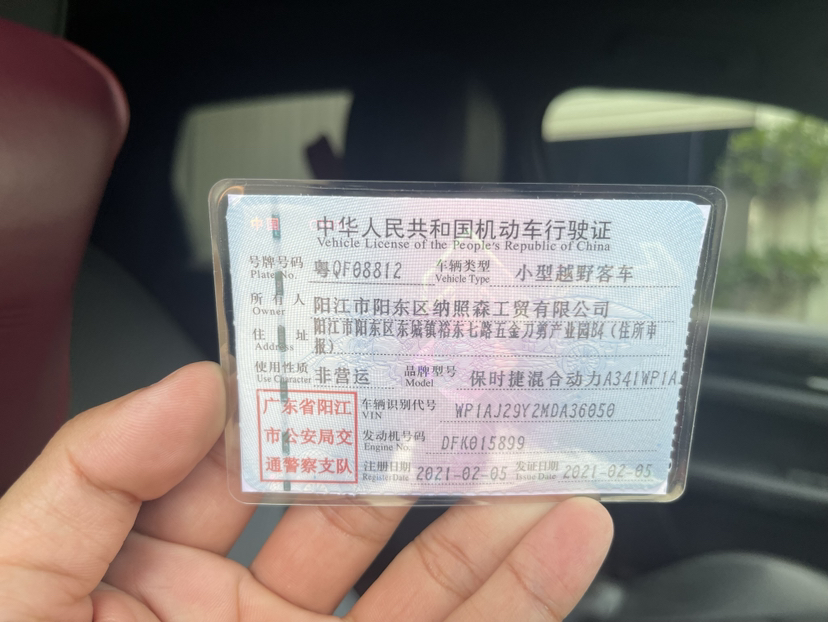 中华人民共和国机动车行驶证
Vehicle License of the People's Republic of China
号牌号码 粤QF08812 车辆类型 小型越野客车
Plate No. Vehicle Type
所有人 阳江市阳东区纳照森工贸有限公司
Owner
住址 阳江市阳东区东城镇裕东七路五金刀剪产业园B4（住所申
Address 报）
使用性质 非营运 品牌型号 保时捷混合动力A34IWP1A
Use Character Model
广东省阳江 车辆识别代号 WP1AJ29Y2MDA36050
VIN
市公安局交 发动机号码 DFK015899
Engine No.
通警察支队 注册日期 2021-02-05 发证日期 2021-02-05
Register Date Issue Date